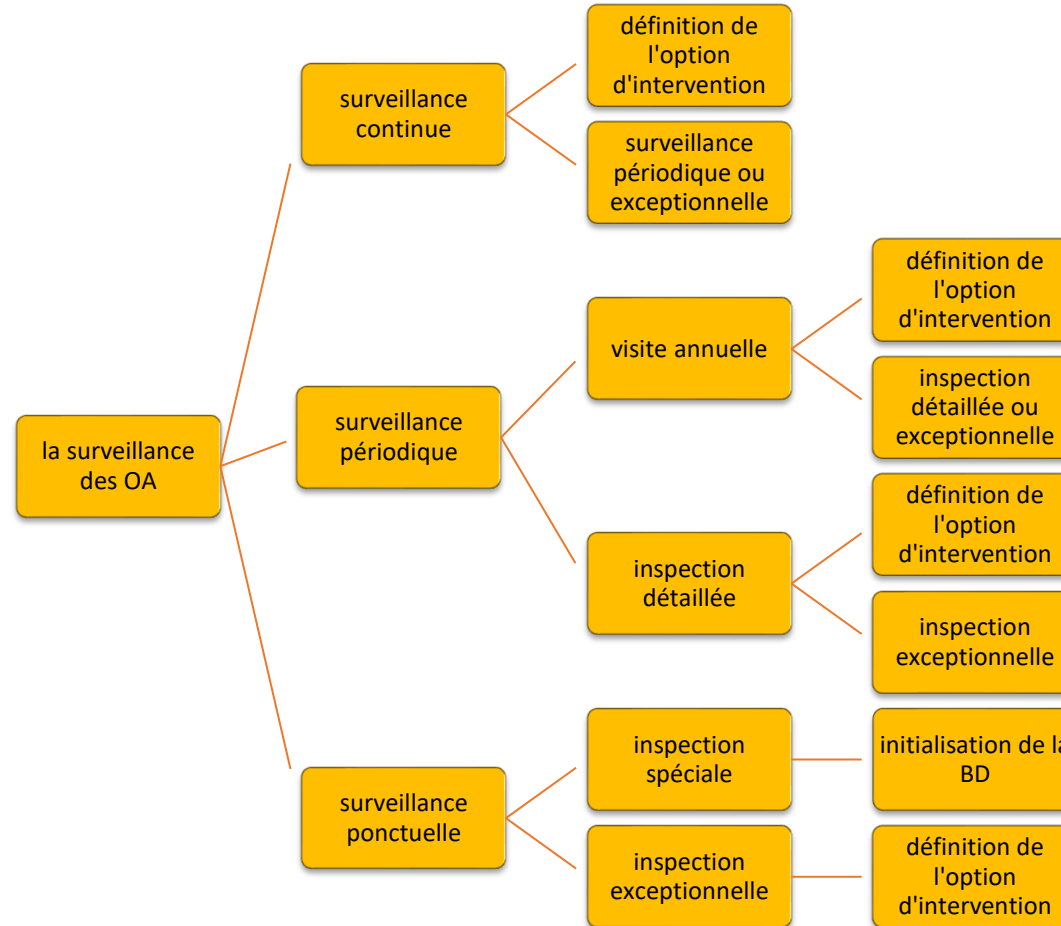 définition de
l'option
d'intervention
surveillance
continue
surveillance
périodique ou
exceptionnelle
définition de
l'option
d'intervention
visite annuelle
inspection
détaillée ou
exceptionnelle
la surveillance
des OA
surveillance
périodique
définition de
l'option
d'intervention
inspection
détaillée
inspection
exceptionnelle
inspection
spéciale
initialisation de la
BD
surveillance
ponctuelle
inspection
exceptionnelle
définition de
l'option
d'intervention